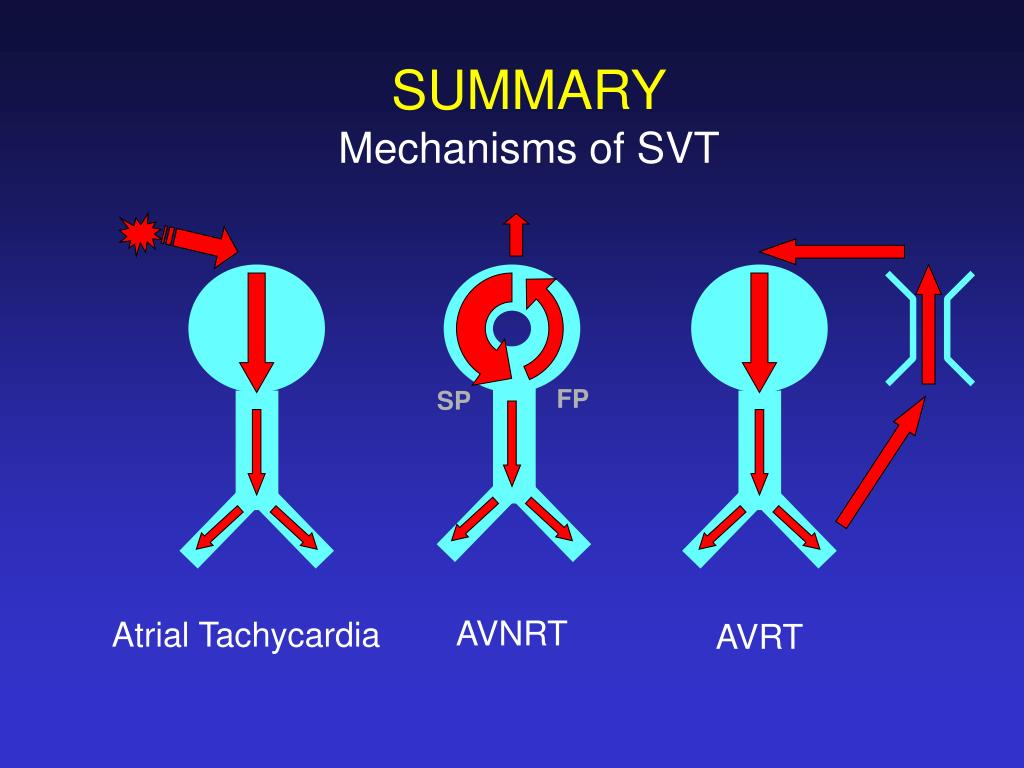 SUMMARY
Mechanisms of SVT
SP
FP
Atrial Tachycardia
AVNRT
AVRT